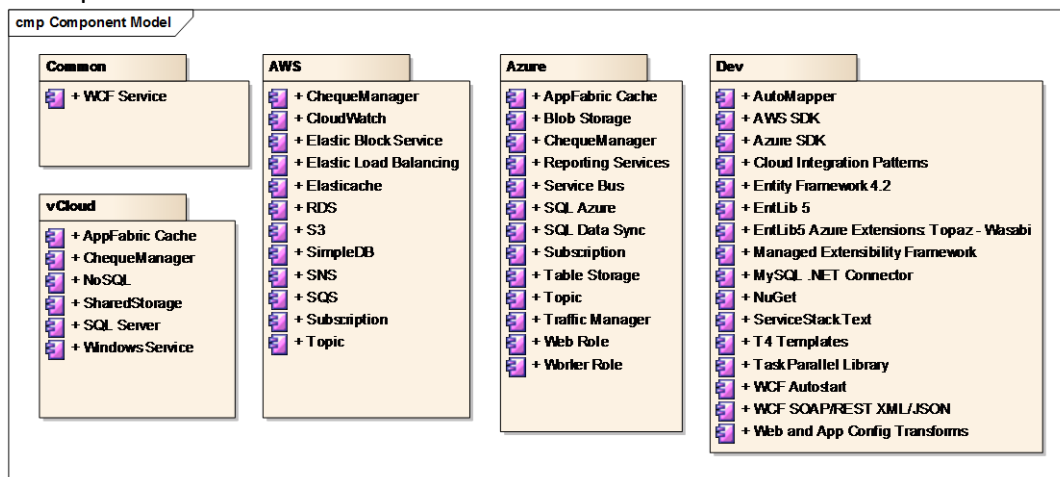 cmp Component Model
Common
+ WCF Service
vCloud
+ AppFabric Cache
+ ChequeManager
+ NoSQL
+ SharedStorage
+ SQL Server
+ WindowsService
AWS
+ ChequeManager
+ CloudWatch
+ Elastic Block Service
+ Elastic Load Balancing
+ Elasticache
+ RDS
+ S3
+ SimpleDB
+ SNS
+ SQS
+ Subscription
+ Topic
Azure
+ AppFabric Cache
+ Blob Storage
+ ChequeManager
+ Reporting Services
+ Service Bus
+ SQL Azure
+ SQL Data Sync
+ Subscription
+ Table Storage
+ Topic
+ Traffic Manager
+ Web Role
+ Worker Role
Dev
+ AutoMapper
+ AWS SDK
+ Azure SDK
+ Cloud Integration Patterns
+ Entity Framework 4.2
+ EntLib 5
+ EntLib5 Azure Extensions: Topaz - Wasabi
+ Managed Extensibility Framework
+ MySQL .NET Connector
+ NuGet
+ ServiceStack.Text
+ T4 Templates
+ Task Parallel Library
+ WCF Autostart
+ WCF SOAP/REST XML/JSON
+ Web and App Config Transforms